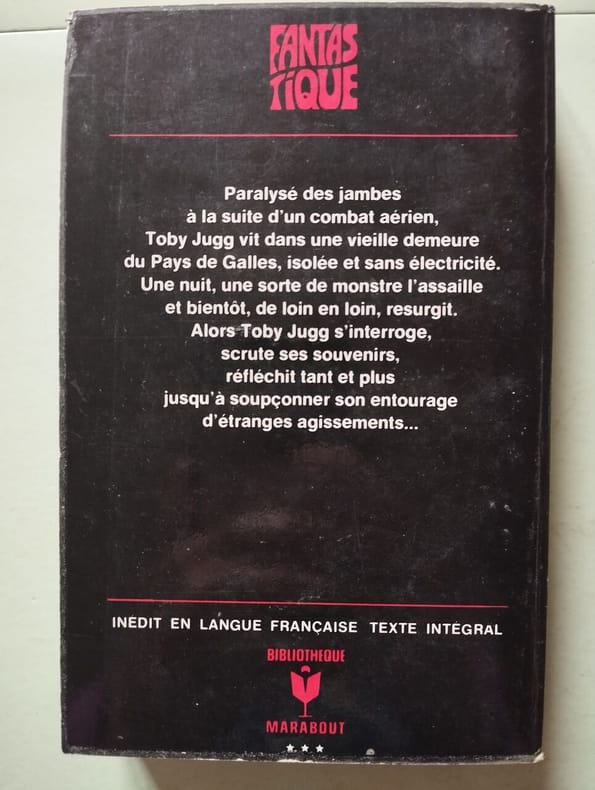 FANTAS
TIQUE
Paralysé des jambes
à la suite d'un combat aérien,
Toby Jugg vit dans une vieille demeure
du Pays de Galles, isolée et sans électricité.
Une nuit, une sorte de monstre l'assaille
et bientôt, de loin en loin, resurgit.
Alors Toby Jugg s'interroge,
scrute ses souvenirs,
réfléchit tant et plus
jusqu'à soupçonner son entourage
d'étranges agissements...
INÉDIT EN LANGUE FRANÇAISE TEXTE INTÉGRAL
BIBLIOTHEQUE
MARABOUT
★★★